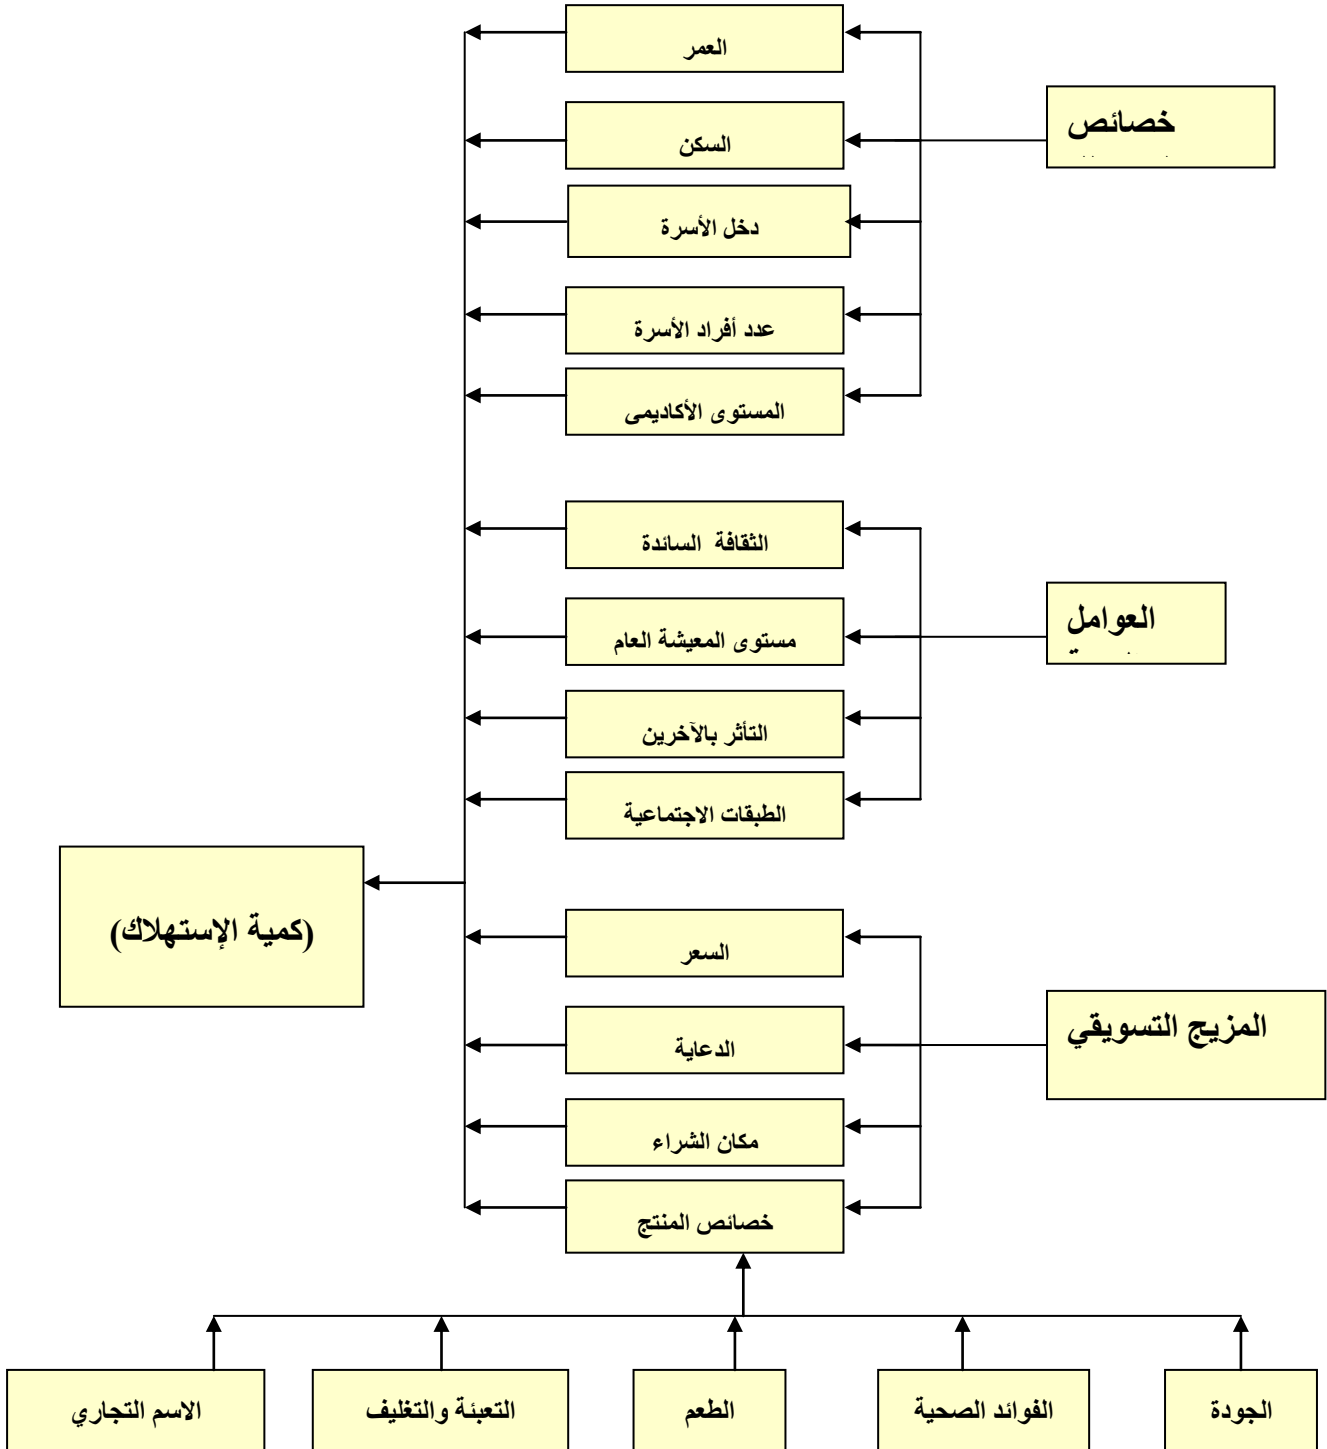 العمر
خصائص
السكن
دخل الأسرة
عدد أفراد الأسرة
المستوى الأكاديمى
الثقافة السائدة
العوامل
مستوى المعيشة العام
التأثر بالآخرين
الطبقات الاجتماعية
(كمية الإستهلاك)
السعر
المزيج التسويقي
الدعاية
مكان الشراء
خصائص المنتج
الجودة
الفوائد الصحية
الطعم
التعبئة والتغليف
الاسم التجاري